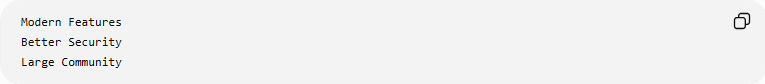 Modern Features
Better Security
Large Community